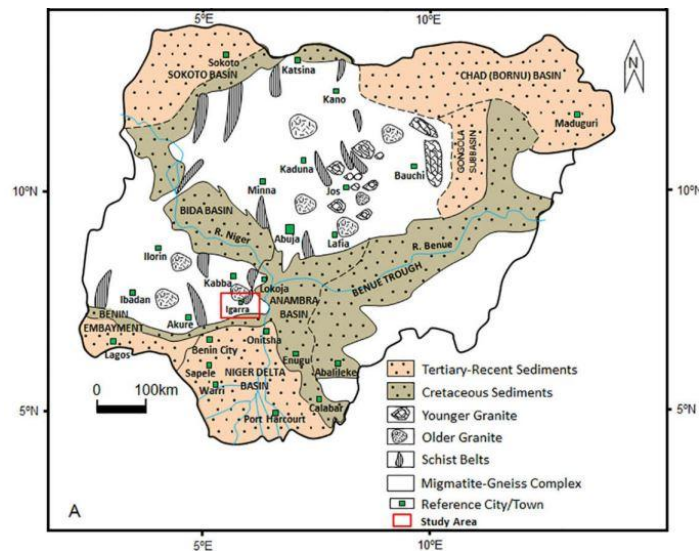 5°E
10°E
Sokoto
SOKOTO BASIN
Katsina
Kano
CHAD (BORNU) BASIN
N
Maduguri
GONGOLA
SUBBASIN
Kaduna
Bauchi
10°N
10°N
Minna
Jos
BIDA BASIN
R. Niger
Abuja
Lafia
R. Benue
BENUE TROUGH
Ilorin
Kabba
Lokoja
Igarra
ANAMBRA
BASIN
Ibadan
BENIN
EMBAYMENT
Akure
Lagos
Benin City
Onitsha
Enugu
Abalileke
Sapele
NIGER DELTA
BASIN
Warri
0 100km
Calabar
Port Harcourt
5°N
5°N
Tertiary-Recent Sediments
Cretaceous Sediments
Younger Granite
Older Granite
Schist Belts
Migmatite-Gneiss Complex
Reference City/Town
Study Area
A
5°E
10°E